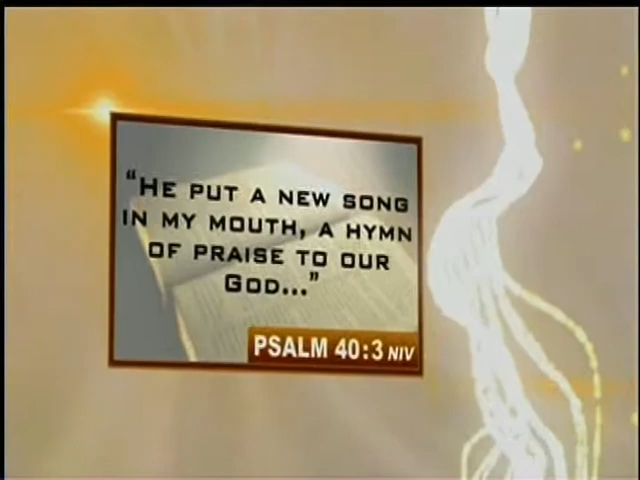 “HE PUT A NEW SONG
IN MY MOUTH, A HYMN
OF PRAISE TO OUR
GOD...”
PSALM 40:3 NIV